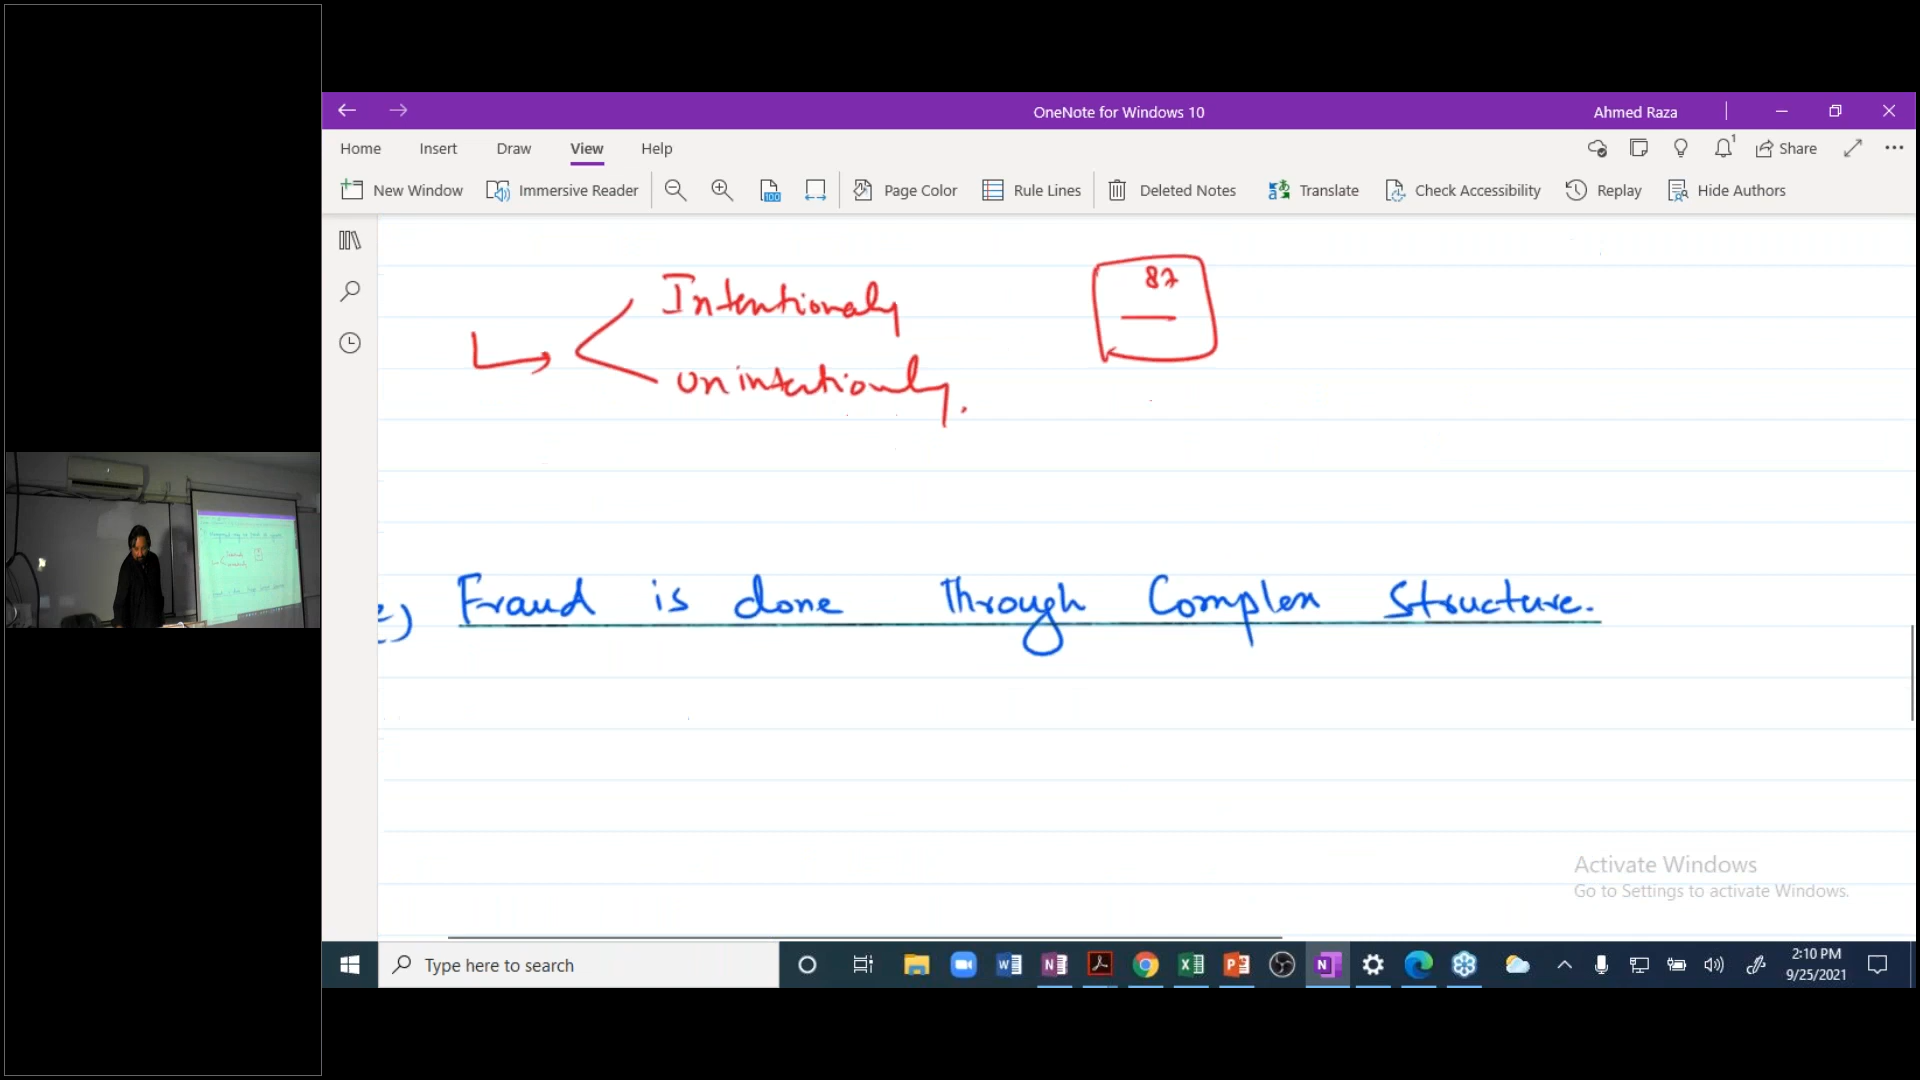 OneNote for Windows 10
Ahmed Raza
Home Insert Draw View Help
1 Share
New Window Immersive Reader 100 Page Color Rule Lines Deleted Notes Translate Check Accessibility Replay Hide Authors
Intentionaly
87
unintentionly.
) Fraud is done Through Complex Structure.
Activate Windows
Go to Settings to activate Windows.
Type here to search
2:10 PM
9/25/2021